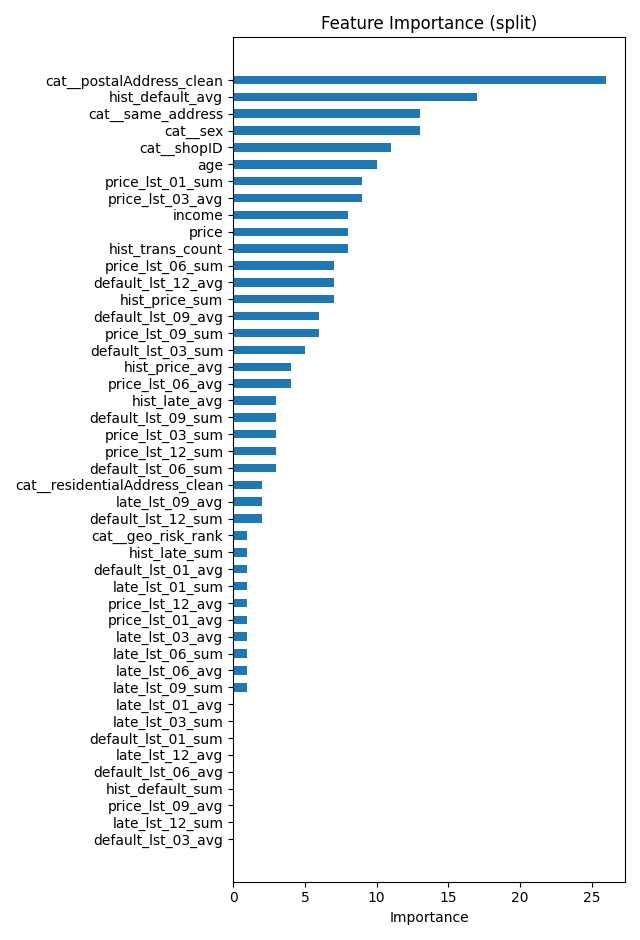 Feature Importance (split)
cat__postalAddress_clean
hist_default_avg
cat__same_address
cat__sex
cat__shopID
age
price_lst_01_sum
price_lst_03_avg
income
price
hist_trans_count
price_lst_06_sum
default_lst_12_avg
hist_price_sum
default_lst_09_avg
price_lst_09_sum
default_lst_03_sum
hist_price_avg
price_lst_06_avg
hist_late_avg
default_lst_09_sum
price_lst_03_sum
price_lst_12_sum
default_lst_06_sum
cat__residentialAddress_clean
late_lst_09_avg
default_lst_12_sum
cat__geo_risk_rank
hist_late_sum
default_lst_01_avg
late_lst_01_sum
price_lst_12_avg
price_lst_01_avg
late_lst_03_avg
late_lst_06_sum
late_lst_06_avg
late_lst_09_sum
late_lst_01_avg
late_lst_03_sum
default_lst_01_sum
late_lst_12_avg
default_lst_06_avg
hist_default_sum
price_lst_09_avg
late_lst_12_sum
default_lst_03_avg
0 5 10 15 20 25
Importance